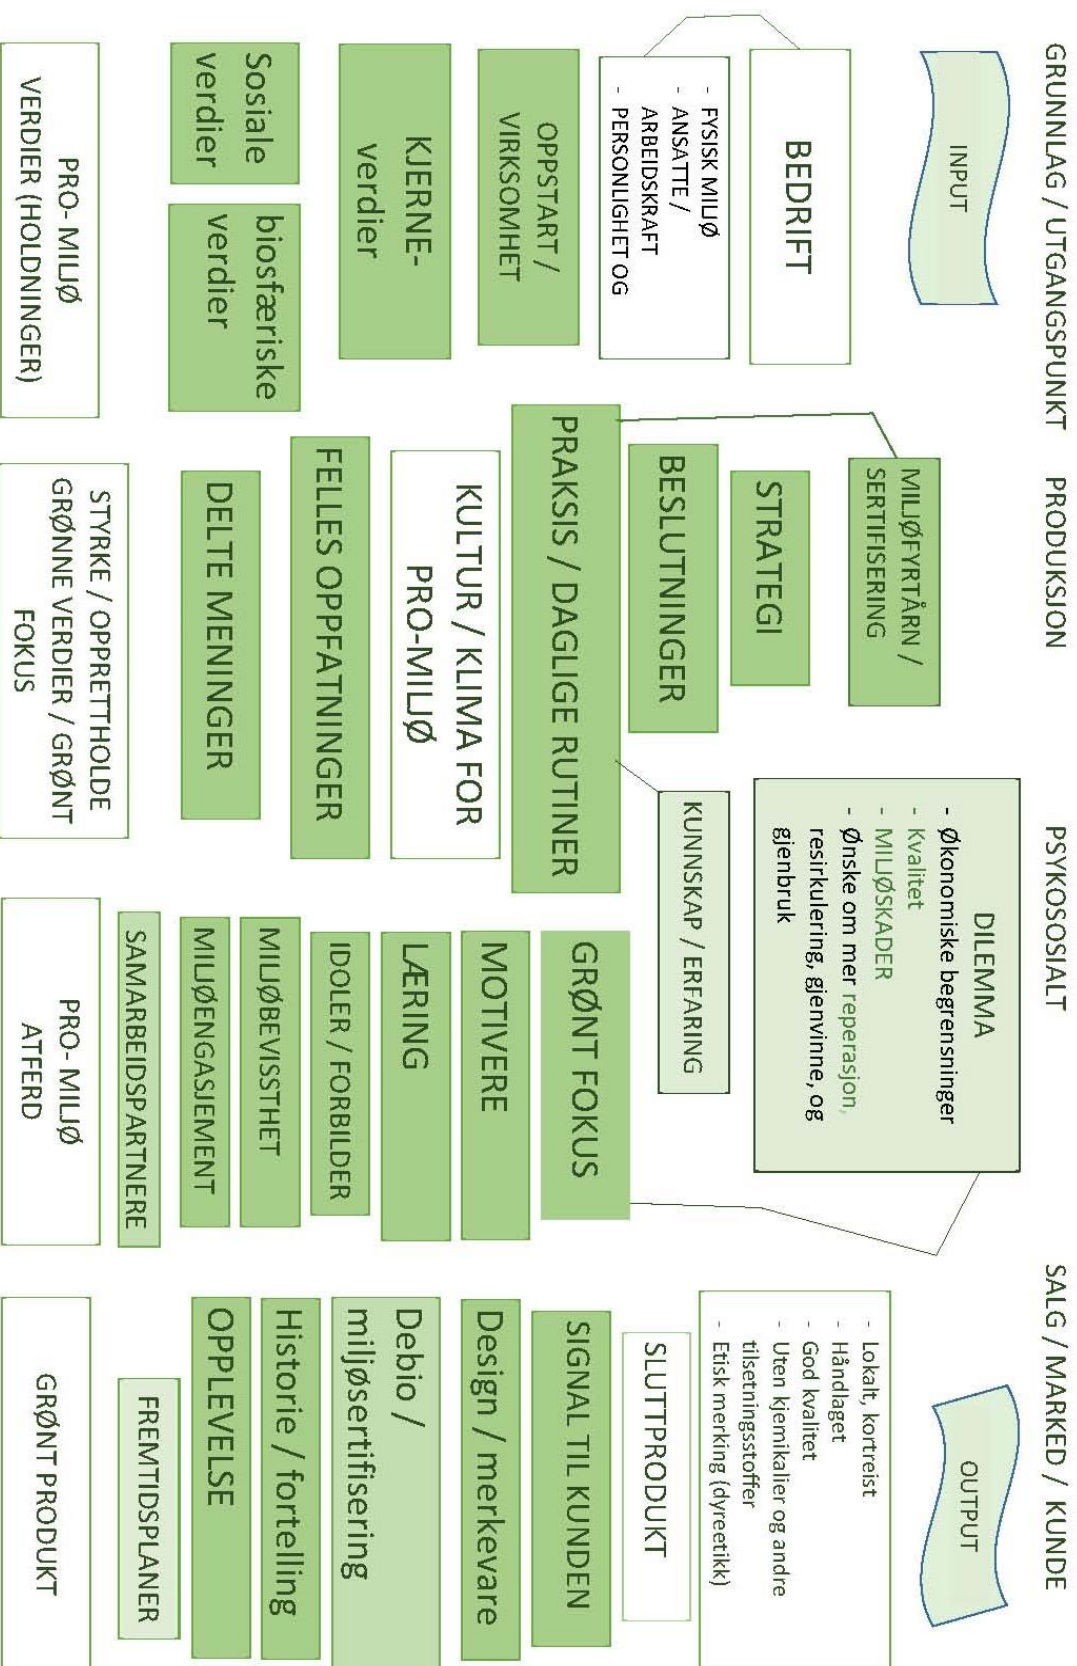 GRUNNLAG / UTGANGSPUNKT
INPUT
BEDRIFT
- FYSISK MILJØ
- ANSATTE /
ARBEIDSKRAFT
- PERSONLIGHET OG
OPPSTART /
VIRKSOMHET
KJERNE-
verdier
Sosiale
verdier
biosfæriske
verdier
PRO- MILJØ
VERDIER (HOLDNINGER)
PRODUKSJON
MILJØFYRTÅRN /
SERTIFISERING
STRATEGI
BESLUTNINGER
PRAKSIS / DAGLIGE RUTINER
KULTUR / KLIMA FOR
PRO-MILJØ
FELLES OPPFATNINGER
DELTE MENINGER
STYRKE / OPPRETTHOLDE
GRØNNE VERDIER / GRØNT
FOKUS
PSYKOSOSIALT
DILEMMA
- Økonomiske begrensninger
- Kvalitet
- MILJØSKADER
- Ønske om mer reperasjon,
resirkulering, gjenvinne, og
gjenbruk
KUNNSKAP / ERFARING
GRØNT FOKUS
MOTIVERE
LÆRING
IDOLER / FORBILDER
MILJØBEVISSTHET
MILJØENGASJEMENT
SAMARBEIDSPARTNERE
PRO- MILJØ
ATFERD
SALG / MARKED / KUNDE
OUTPUT
- Lokalt, kortreist
- Håndlaget
- God kvalitet
- Uten kjemikalier og andre
tilsetningsstoffer
- Etisk merking (dyreetikk)
SLUTTPRODUKT
SIGNAL TIL KUNDEN
Design / merkevare
Debio /
miljøsertifisering
Historie / fortelling
OPPLEVELSE
FREMTIDSPLANER
GRØNT PRODUKT